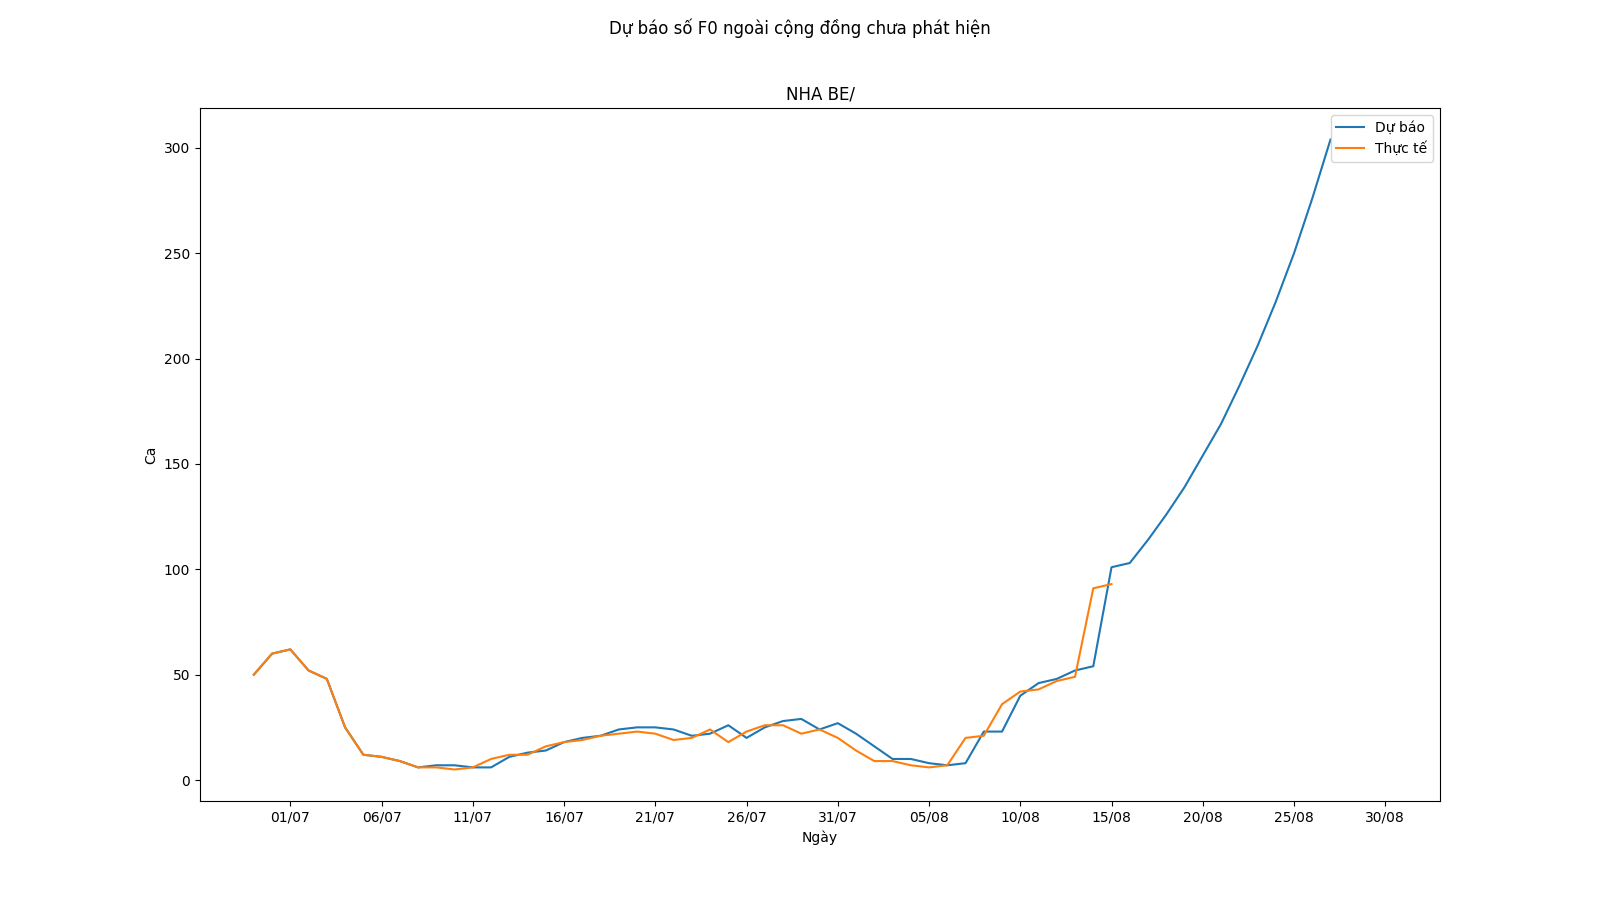 Dự báo số F0 ngoài cộng đồng chưa phát hiện
NHA BE/
Dự báo
Thực tế
Ca
300
250
200
150
100
50
0
01/07 06/07 11/07 16/07 21/07 26/07 31/07 05/08 10/08 15/08 20/08 25/08 30/08
Ngày